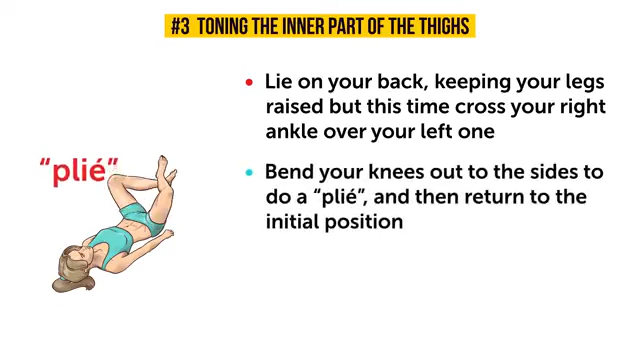 #3 TONING THE INNER PART OF THE THIGHS
• Lie on your back, keeping your legs
raised but this time cross your right
ankle over your left one
"plié"
• Bend your knees out to the sides to
do a "plié", and then return to the
initial position